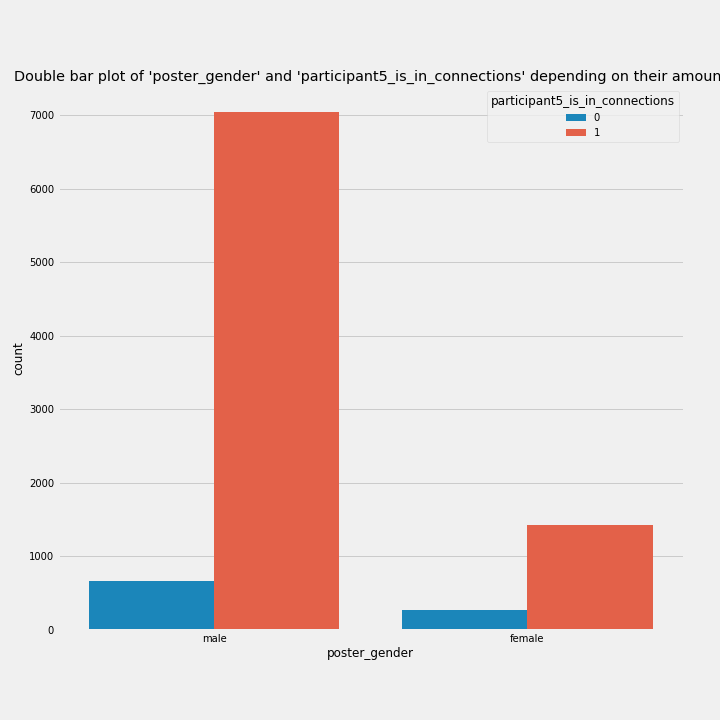 Double bar plot of 'poster_gender' and 'participant5_is_in_connections' depending on their amoun
participant5_is_in_connections
0
1
7000
6000
5000
4000
3000
2000
1000
0
count
male
female
poster_gender